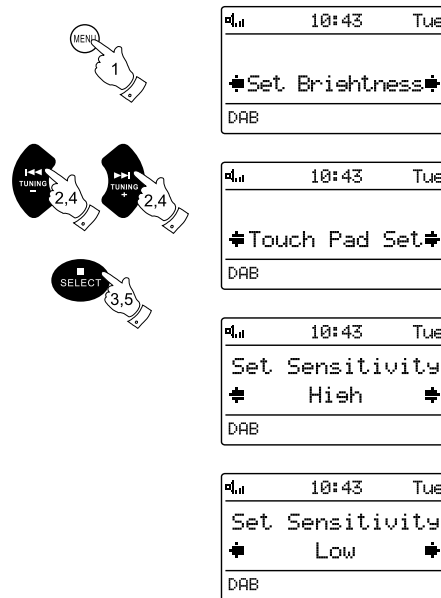 MENU
1
TUNING
−
2,4
TUNING
+
2,4
SELECT
3,5
10:43 Tue
Set Brightness
DAB
10:43 Tue
Touch Pad Set
DAB
10:43 Tue
Set Sensitivity
High
DAB
10:43 Tue
Set Sensitivity
Low
DAB